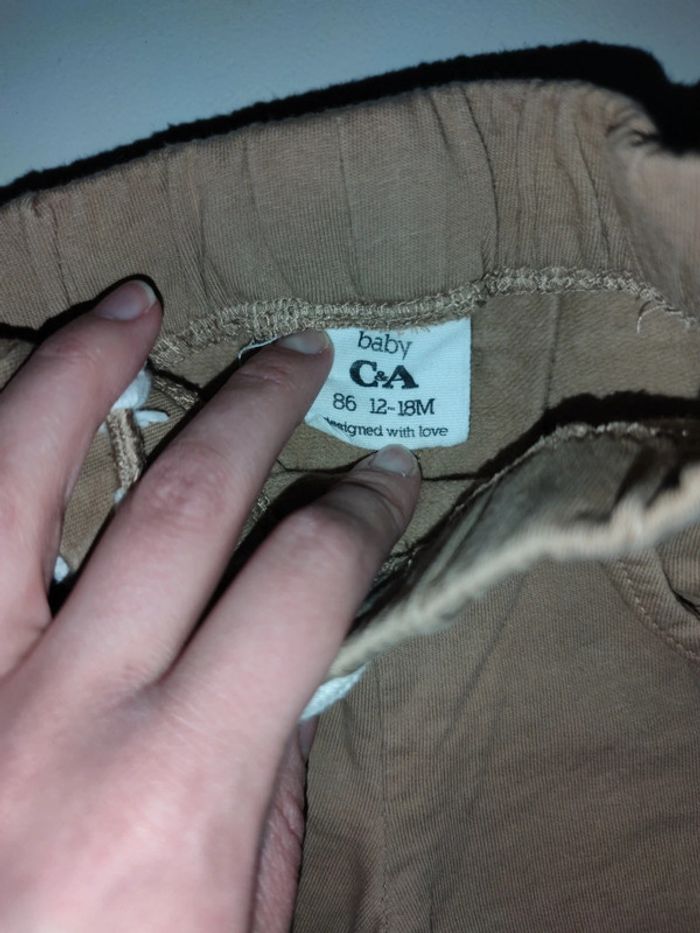 baby
C&A
86 12-18M
designed with love